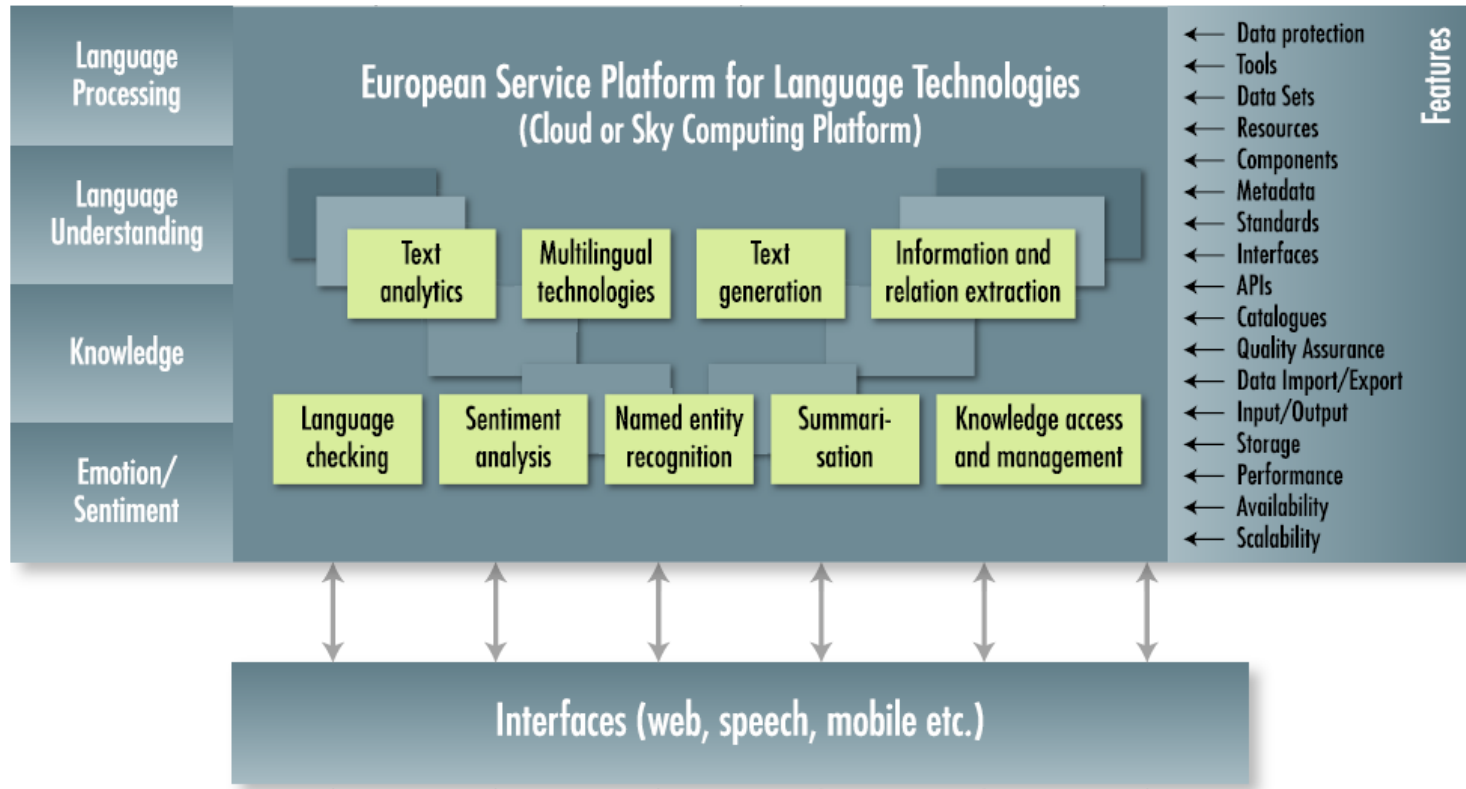 Language
Processing
Language
Understanding
Knowledge
Emotion/
Sentiment
European Service Platform for Language Technologies
(Cloud or Sky Computing Platform)
Text
analytics
Multilingual
technologies
Text
generation
Information and
relation extraction
Language
checking
Sentiment
analysis
Named entity
recognition
Summari-
sation
Knowledge access
and management
Features
Data protection
Tools
Data Sets
Resources
Components
Metadata
Standards
Interfaces
APIs
Catalogues
Quality Assurance
Data Import/Export
Input/Output
Storage
Performance
Availability
Scalability
Interfaces (web, speech, mobile etc.)